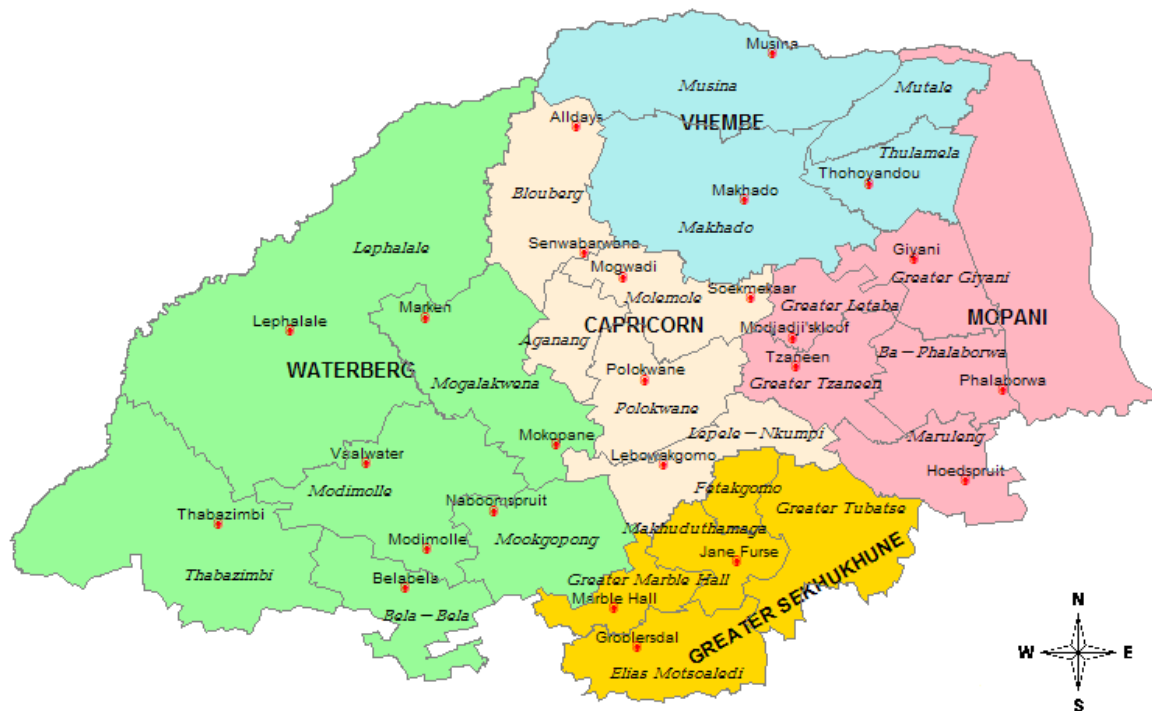 Musina
Musina
Mutale
Alldays
VHEMBE
Thulamela
Thohoyandou
Blouberg
Makhado
Makhado
Lephalale
Senwabarwana
Giyani
Mogwadi
Greater Giyani
Molemole
Soekmekaar
Greater Letaba
Marken
Lephalale
CAPRICORN
MOPANI
Modjadji'skloof
Aganang
Ba-Phalaborwa
WATERBERG
Polokwane
Tzaneen
Mogalakwena
Greater Tzaneen
Phalaborwa
Polokwane
Lepele-Nkumpi
Mokopane
Maruleng
Vaalwater
Lebowakgomo
Hoedspruit
Modimolle
Fetakgomo
Naboomspruit
Greater Tubatse
Thabazimbi
Makhuduthamaga
Modimolle
Mookgopong
Jane Furse
Thabazimbi
Belabela
Greater Marble Hall
Bela-Bela
Marble Hall
GREATER SEKHUKHUNE
Groblersdal
Elias Motsoaledi
N
W E
S